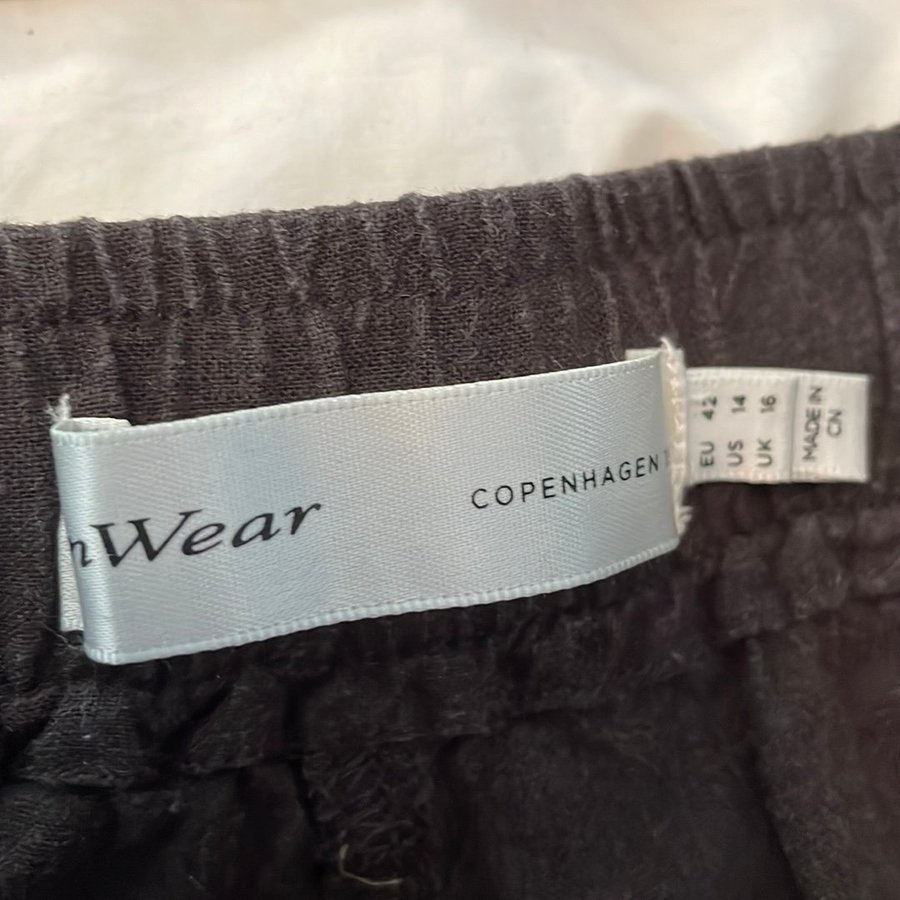 nWear
COPENHAGEN
EU 42
US 14
UK 16
MADE IN
CN